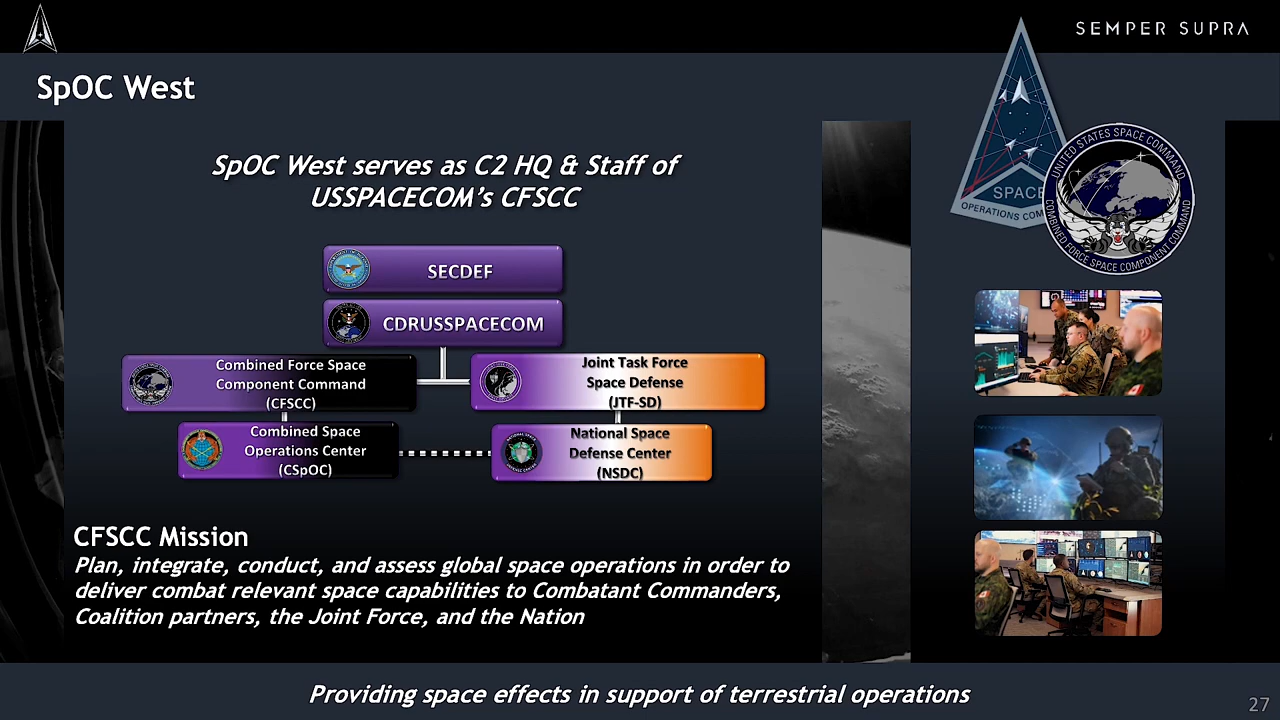 SEMPER SUPRA
SpOC West
SpOC West serves as C2 HQ & Staff of
USSPACECOM's CFSCC
SPACE
OPERATIONS COM
UNITED STATES SPACE COMMAND
COMBINED FORCE SPACE COMPONENT COMMAND
SECDEF
CDRUSSPACECOM
Combined Force Space
Component Command
(CFSCC)
Joint Task Force
Space Defense
(JTF-SD)
Combined Space
Operations Center
(CSpOC)
National Space
Defense Center
(NSDC)
CFSCC Mission
Plan, integrate, conduct, and assess global space operations in order to
deliver combat relevant space capabilities to Combatant Commanders,
Coalition partners, the Joint Force, and the Nation
Providing space effects in support of terrestrial operations
27